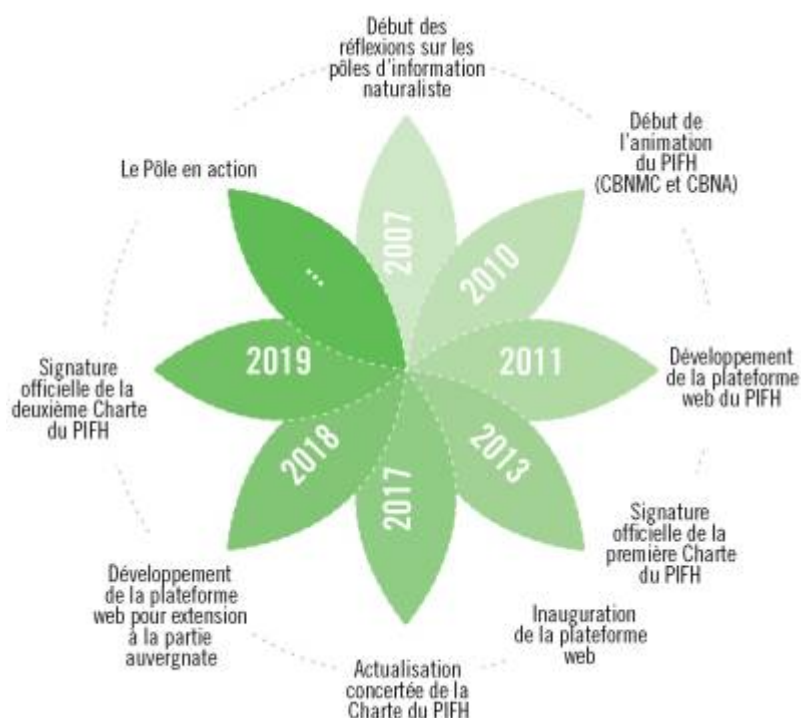 Début des
réflexions sur les
pôles d'information
naturaliste
2007
Début de
l'animation
du PIFH
(CBNMC et CBNA)
2010
Développement
de la plateforme
web du PIFH
2011
Signature
officielle de la
première Charte
du PIFH
Inauguration
de la plateforme
web
2013
Actualisation
concertée de la
Charte du PIFH
2017
Développement
de la plateforme
web pour extension
à la partie
auvergnate
2018
Signature
officielle de la
deuxième Charte
du PIFH
2019
Le Pôle en action
...